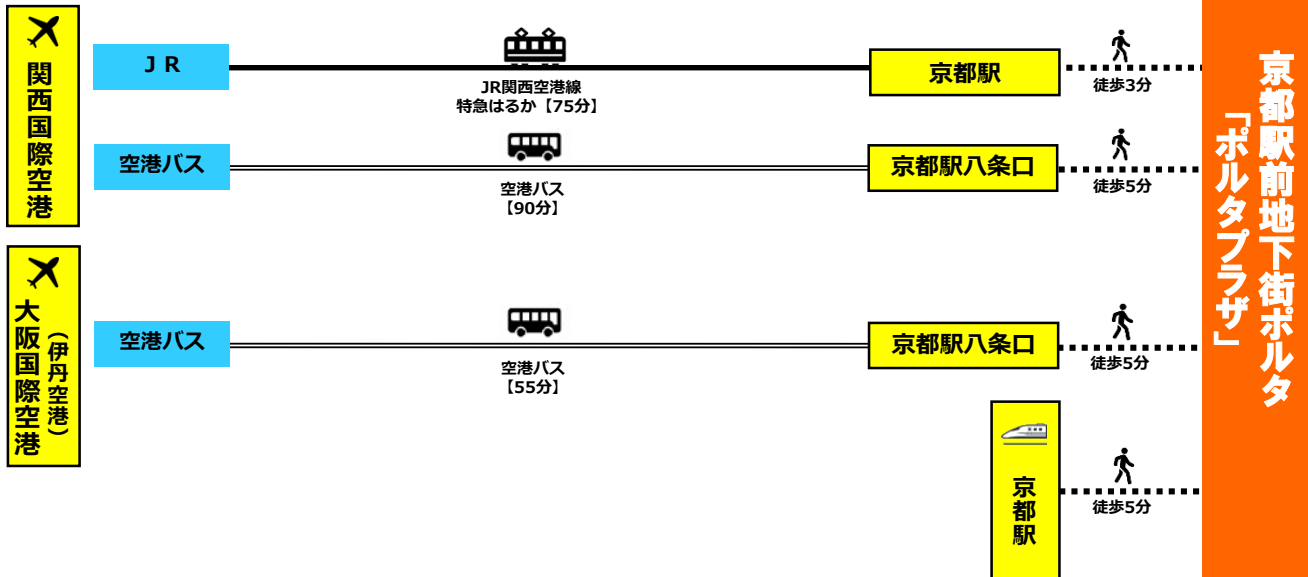 関西国際空港
ＪＲ
JR関西空港線
特急はるか【75分】
京都駅
徒歩3分
空港バス
空港バス
【90分】
京都駅八条口
徒歩5分
大阪国際空港
（伊丹空港）
空港バス
空港バス
【55分】
京都駅八条口
徒歩5分
京都駅
徒歩5分
京都駅前地下街ポルタ
「ポルタプラザ」